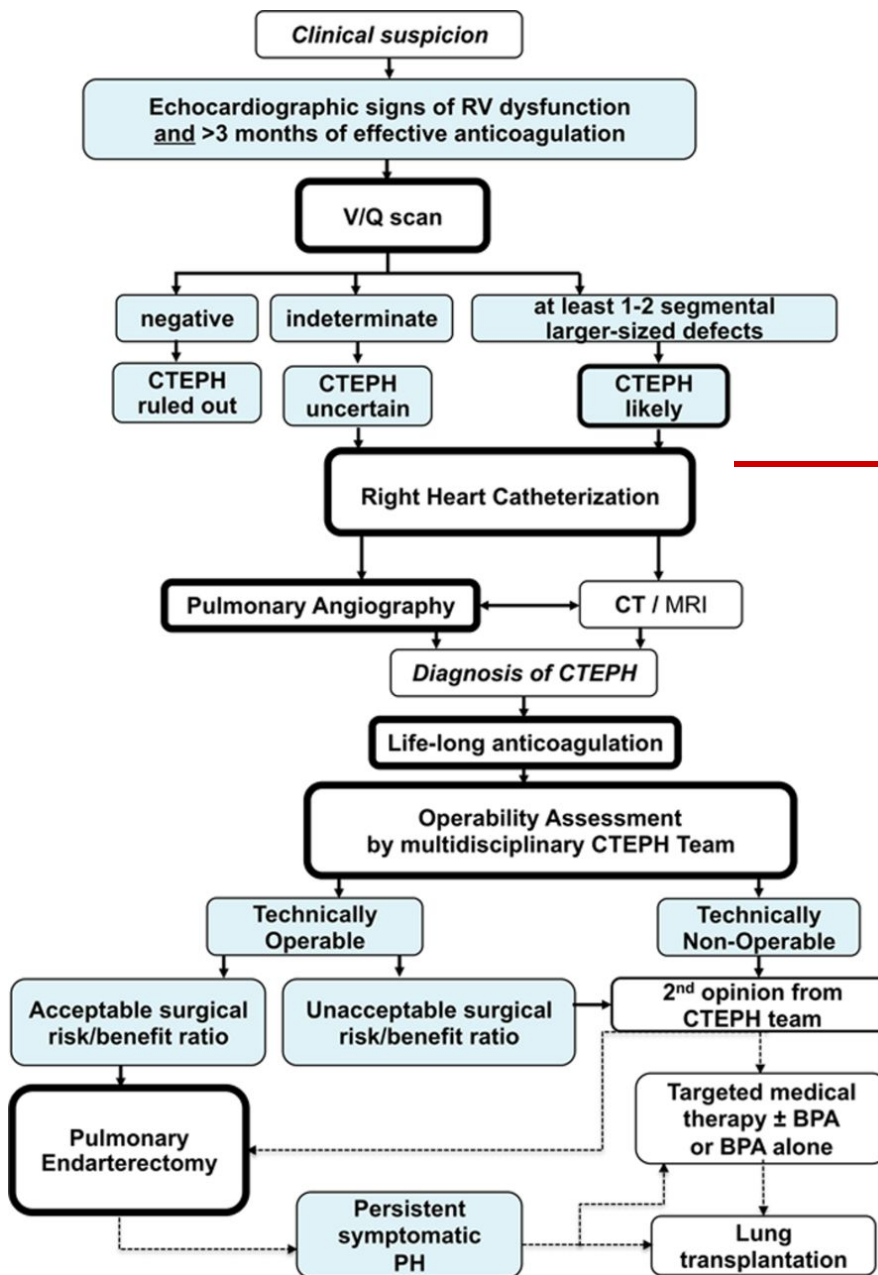 Clinical suspicion
Echocardiographic signs of RV dysfunction
and >3 months of effective anticoagulation
V/Q scan
negative
indeterminate
at least 1-2 segmental
larger-sized defects
CTEPH
ruled out
CTEPH
uncertain
CTEPH
likely
Right Heart Catheterization
Pulmonary Angiography
CT / MRI
Diagnosis of CTEPH
Life-long anticoagulation
Operability Assessment
by multidisciplinary CTEPH Team
Technically
Operable
Technically
Non-Operable
Acceptable surgical
risk/benefit ratio
Unacceptable surgical
risk/benefit ratio
2nd opinion from
CTEPH team
Pulmonary
Endarterectomy
Targeted medical
therapy ± BPA
or BPA alone
Persistent
symptomatic
PH
Lung
transplantation